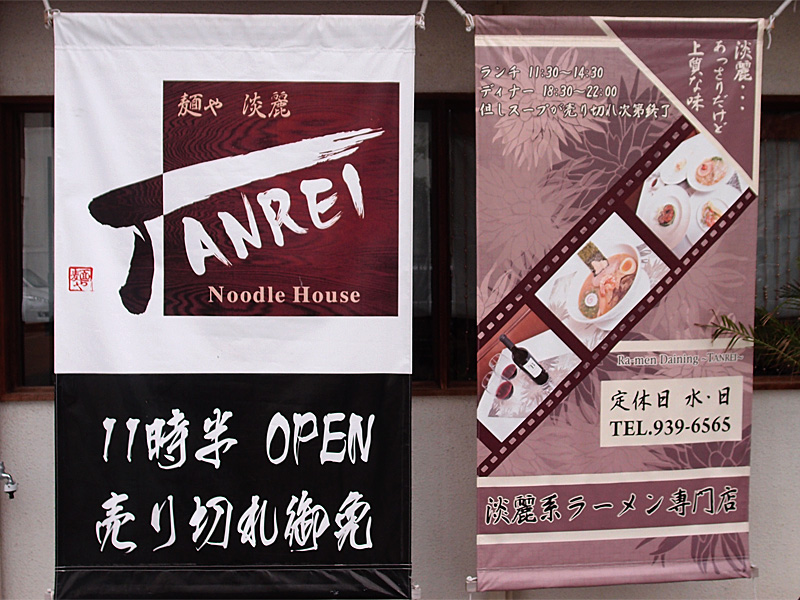 麺や 淡麗
TANREI
Noodle House
11時半 OPEN
売り切れ御免
淡麗・・・
あっさりだけど
上質な味
ランチ 11:30～14:30
ディナー 18:30～22:00
但しスープが売り切れ次第終了
Ra-men Daining ~TANREI~
定休日 水・日
TEL.939-6565
淡麗系ラーメン専門店